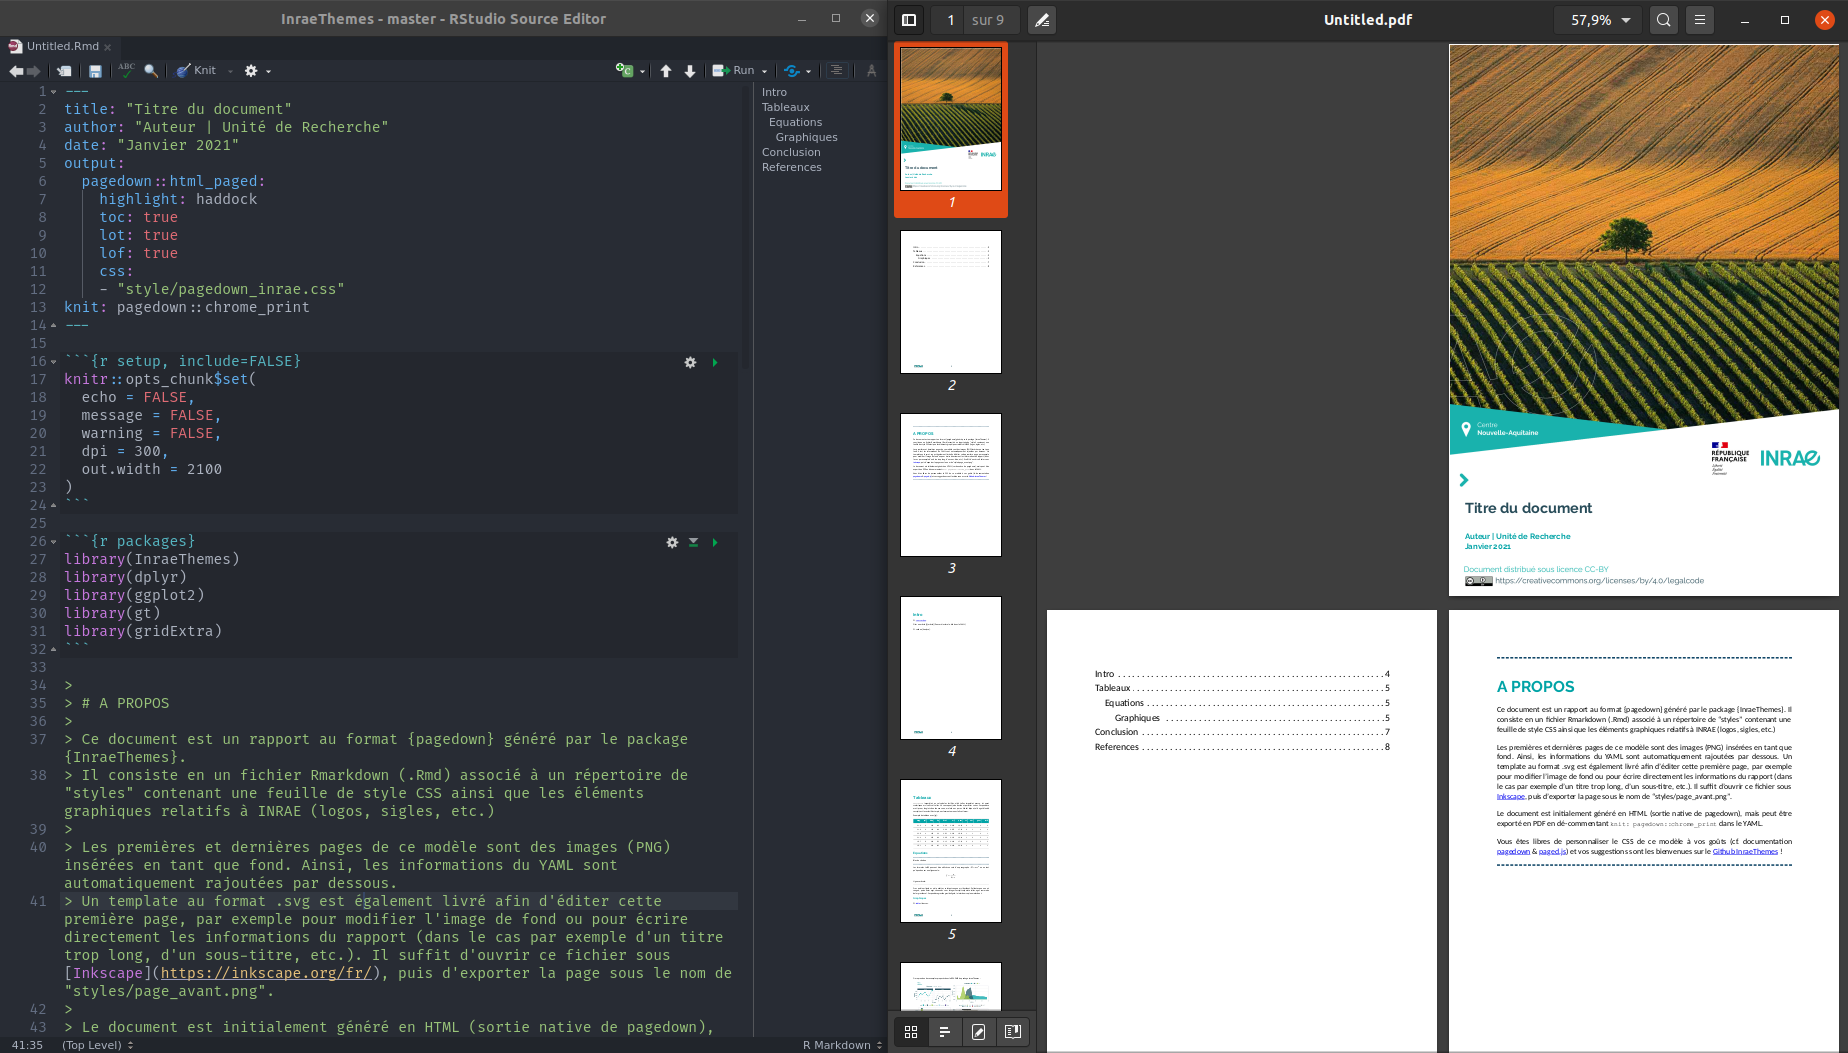 InraeThemes - master - RStudio Source Editor
Untitled.Rmd
ABC
Knit
Run
1 ---
2 title: "Titre du document"
3 author: "Auteur | Unité de Recherche"
4 date: "Janvier 2021"
5 output:
6 pagedown::html_paged:
7 highlight: haddock
8 toc: true
9 lot: true
10 lof: true
11 css:
12 - "style/pagedown_inrae.css"
13 knit: pagedown::chrome_print
14 ---
15
16 ```{r setup, include=FALSE}
17 knitr::opts_chunk$set(
18 echo = FALSE,
19 message = FALSE,
20 warning = FALSE,
21 dpi = 300,
22 out.width = 2100
23 )
24 ```
25
26 ```{r packages}
27 library(InraeThemes)
28 library(dplyr)
29 library(ggplot2)
30 library(gt)
31 library(gridExtra)
32 ```
33
34 >
35 > # A PROPOS
36 >
37 > Ce document est un rapport au format {pagedown} généré par le package
{InraeThemes}.
38 > Il consiste en un fichier Rmarkdown (.Rmd) associé à un répertoire de
"styles" contenant une feuille de style CSS ainsi que les éléments
graphiques relatifs à INRAE (logos, sigles, etc.)
39 >
40 > Les premières et dernières pages de ce modèle sont des images (PNG)
insérées en tant que fond. Ainsi, les informations du YAML sont
automatiquement rajoutées par dessous.
41 > Un template au format .svg est également livré afin d'éditer cette
première page, par exemple pour modifier l'image de fond ou pour écrire
directement les informations du rapport (dans le cas par exemple d'un titre
trop long, d'un sous-titre, etc.). Il suffit d'ouvrir ce fichier sous
[Inkscape](https://inkscape.org/fr/), puis d'exporter la page sous le nom de
"styles/page_avant.png".
42 >
43 > Le document est initialement généré en HTML (sortie native de pagedown),
41:35 (Top Level)
R Markdown
Intro
Tableaux
Equations
Graphiques
Conclusion
References
1 sur 9
Untitled.pdf
57,9%
1
2
3
4
5
Centre
Nouvelle-Aquitaine
RÉPUBLIQUE
FRANÇAISE
Liberté
Égalité
Fraternité
INRAE
Titre du document
Auteur | Unité de Recherche
Janvier 2021
Document distribué sous licence CC-BY
https://creativecommons.org/licenses/by/4.0/legalcode
Intro 4
Tableaux 5
Equations 5
Graphiques 5
Conclusion 7
References 8
A PROPOS
Ce document est un rapport au format {pagedown} généré par le package {InraeThemes}. Il
consiste en un fichier Rmarkdown (.Rmd) associé à un répertoire de "styles" contenant une
feuille de style CSS ainsi que les éléments graphiques relatifs à INRAE (logos, sigles, etc.)
Les premières et dernières pages de ce modèle sont des images (PNG) insérées en tant que
fond. Ainsi, les informations du YAML sont automatiquement rajoutées par dessous. Un
template au format .svg est également livré afin d'éditer cette première page, par exemple
pour modifier l'image de fond ou pour écrire directement les informations du rapport (dans
le cas par exemple d'un titre trop long, d'un sous-titre, etc.). Il suffit d'ouvrir ce fichier sous
Inkscape, puis d'exporter la page sous le nom de "styles/page_avant.png".
Le document est initialement généré en HTML (sortie native de pagedown), mais peut être
exporté en PDF en dé-commentant knit: pagedown::chrome_print dans le YAML.
Vous êtes libres de personnaliser le CSS de ce modèle à vos goûts (cf. documentation
pagedown & paged.js) et vos suggestions sont les bienvenues sur le Github InraeThemes !